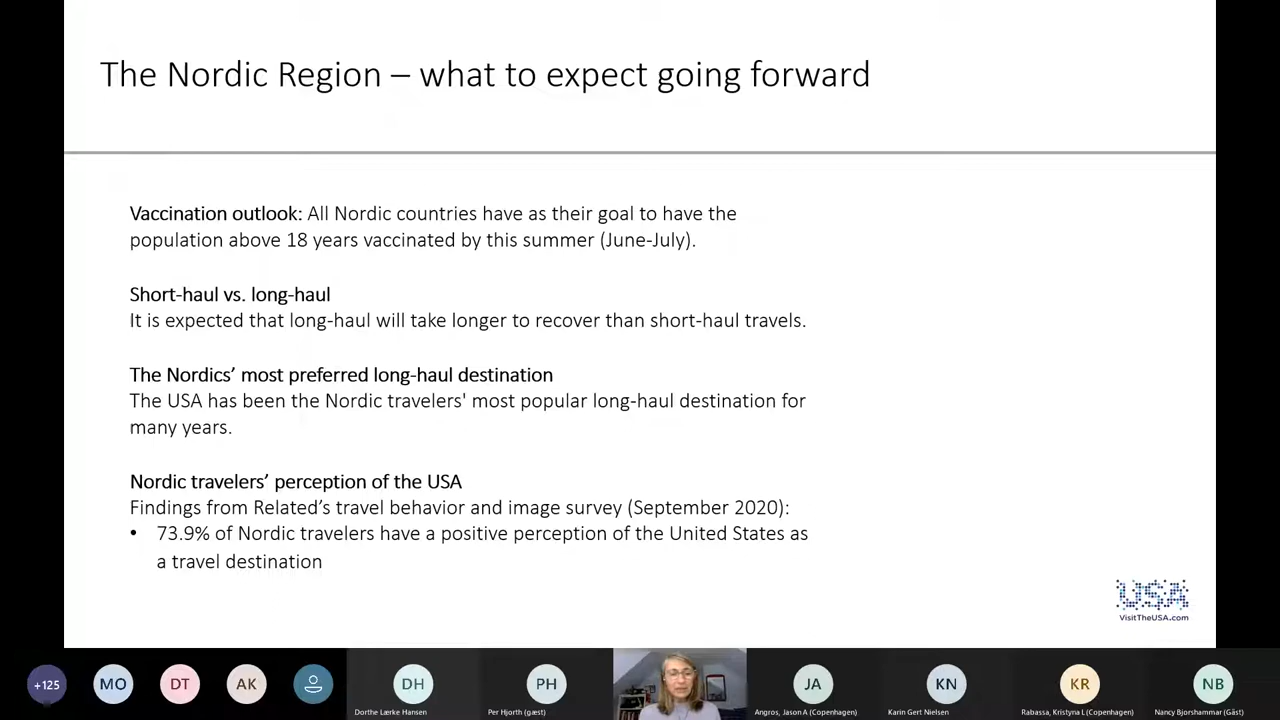 The Nordic Region – what to expect going forward
Vaccination outlook: All Nordic countries have as their goal to have the
population above 18 years vaccinated by this summer (June-July).
Short-haul vs. long-haul
It is expected that long-haul will take longer to recover than short-haul travels.
The Nordics’ most preferred long-haul destination
The USA has been the Nordic travelers' most popular long-haul destination for
many years.
Nordic travelers’ perception of the USA
Findings from Related’s travel behavior and image survey (September 2020):
• 73.9% of Nordic travelers have a positive perception of the United States as
a travel destination
USA
VisitTheUSA.com
+125 MO DT AK DH PH JA KN KR NB
Dorthe Lærke Hansen Per Hjorth (gæst) Angros, Jason A (Copenhagen) Karin Gert Nielsen Rabassa, Kristyna L (Copenhagen) Nancy Bjorshammar (Gäst)